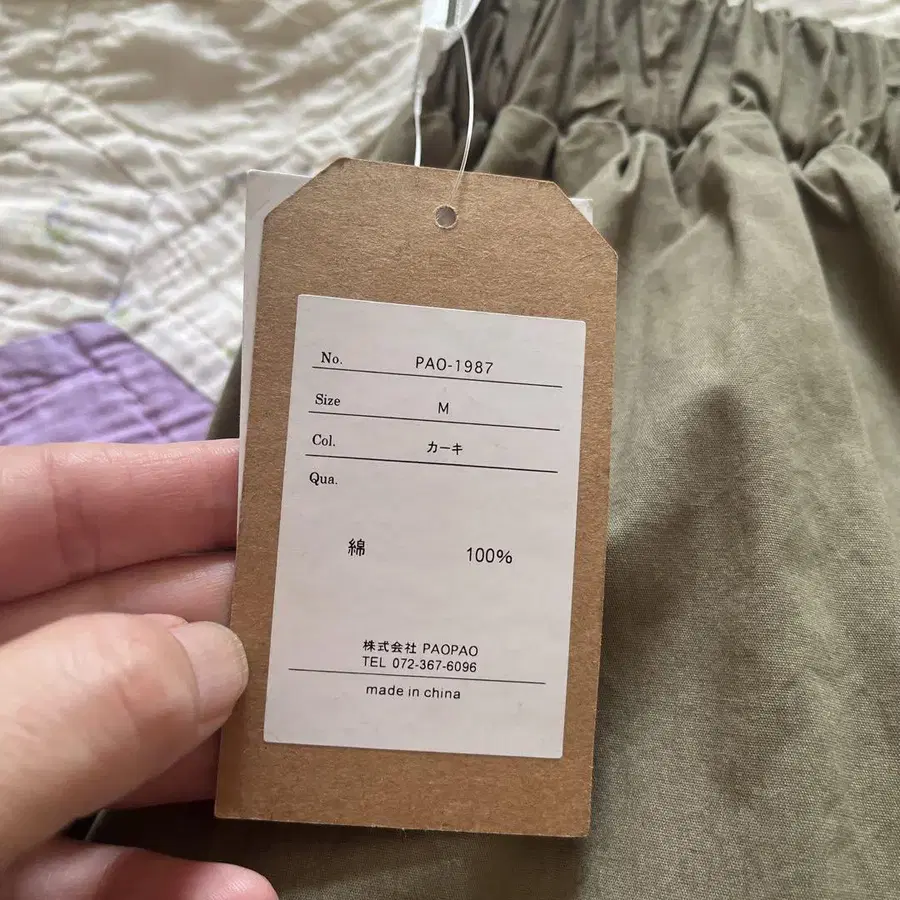 No. PAO-1987
Size M
Col. カーキ
Qua.
綿 100%
株式会社 PAOPAO
TEL 072-367-6096
made in china